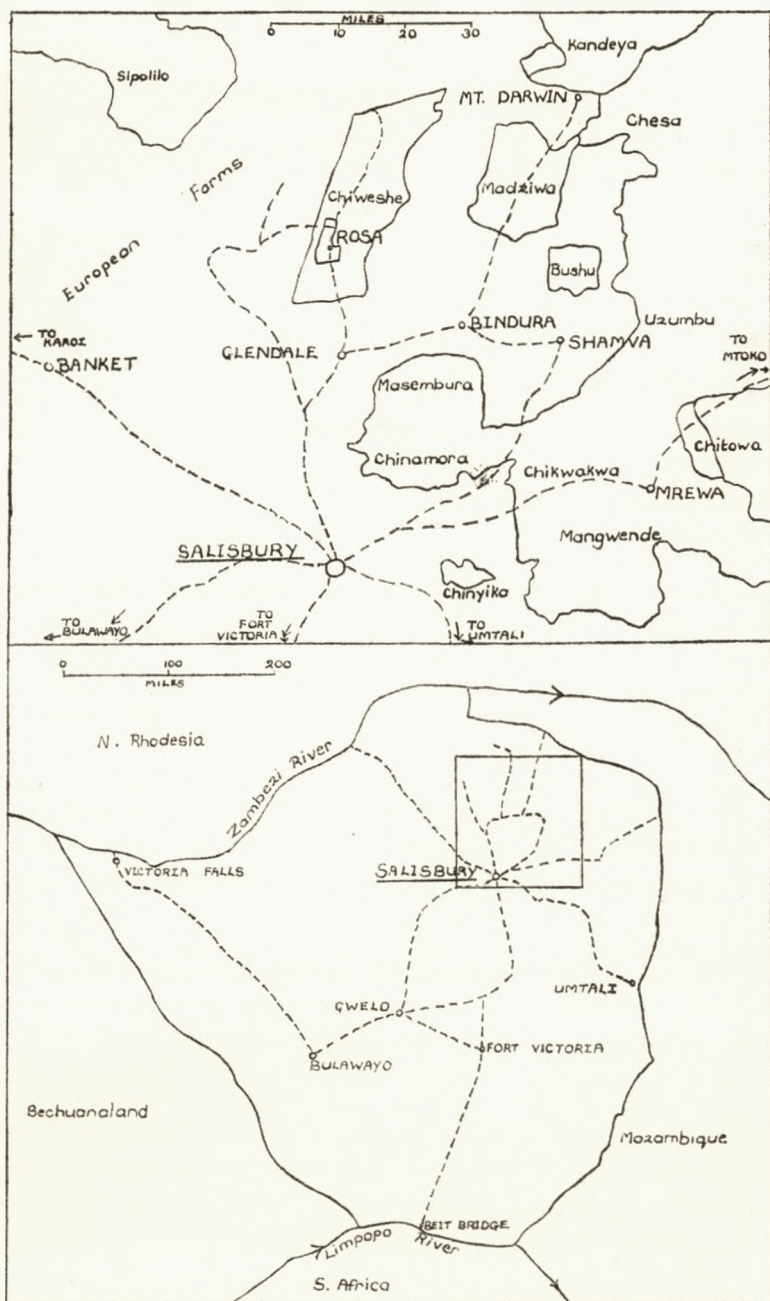 MILES
0 10 20 30
Kandeya
Sipolilo
MT. DARWIN
Chesa
European Farms
Chiweshe
Madziwa
ROSA
Bushu
TO KAROI
BANKET
GLENDALE
BINDURA
SHAMVA
Uzumbu
TO MTOKO
Masembura
Chinamora
Chikwakwa
Chitowa
MREWA
SALISBURY
Mangwende
Chinyika
TO BULAWAYO
TO FORT VICTORIA
TO UMTALI
0 100 200
MILES
N. Rhodesia
Zambezi River
VICTORIA FALLS
SALISBURY
UMTALI
GWELO
FORT VICTORIA
BULAWAYO
Bechuanaland
Mozambique
BEIT BRIDGE
Limpopo River
S. Africa